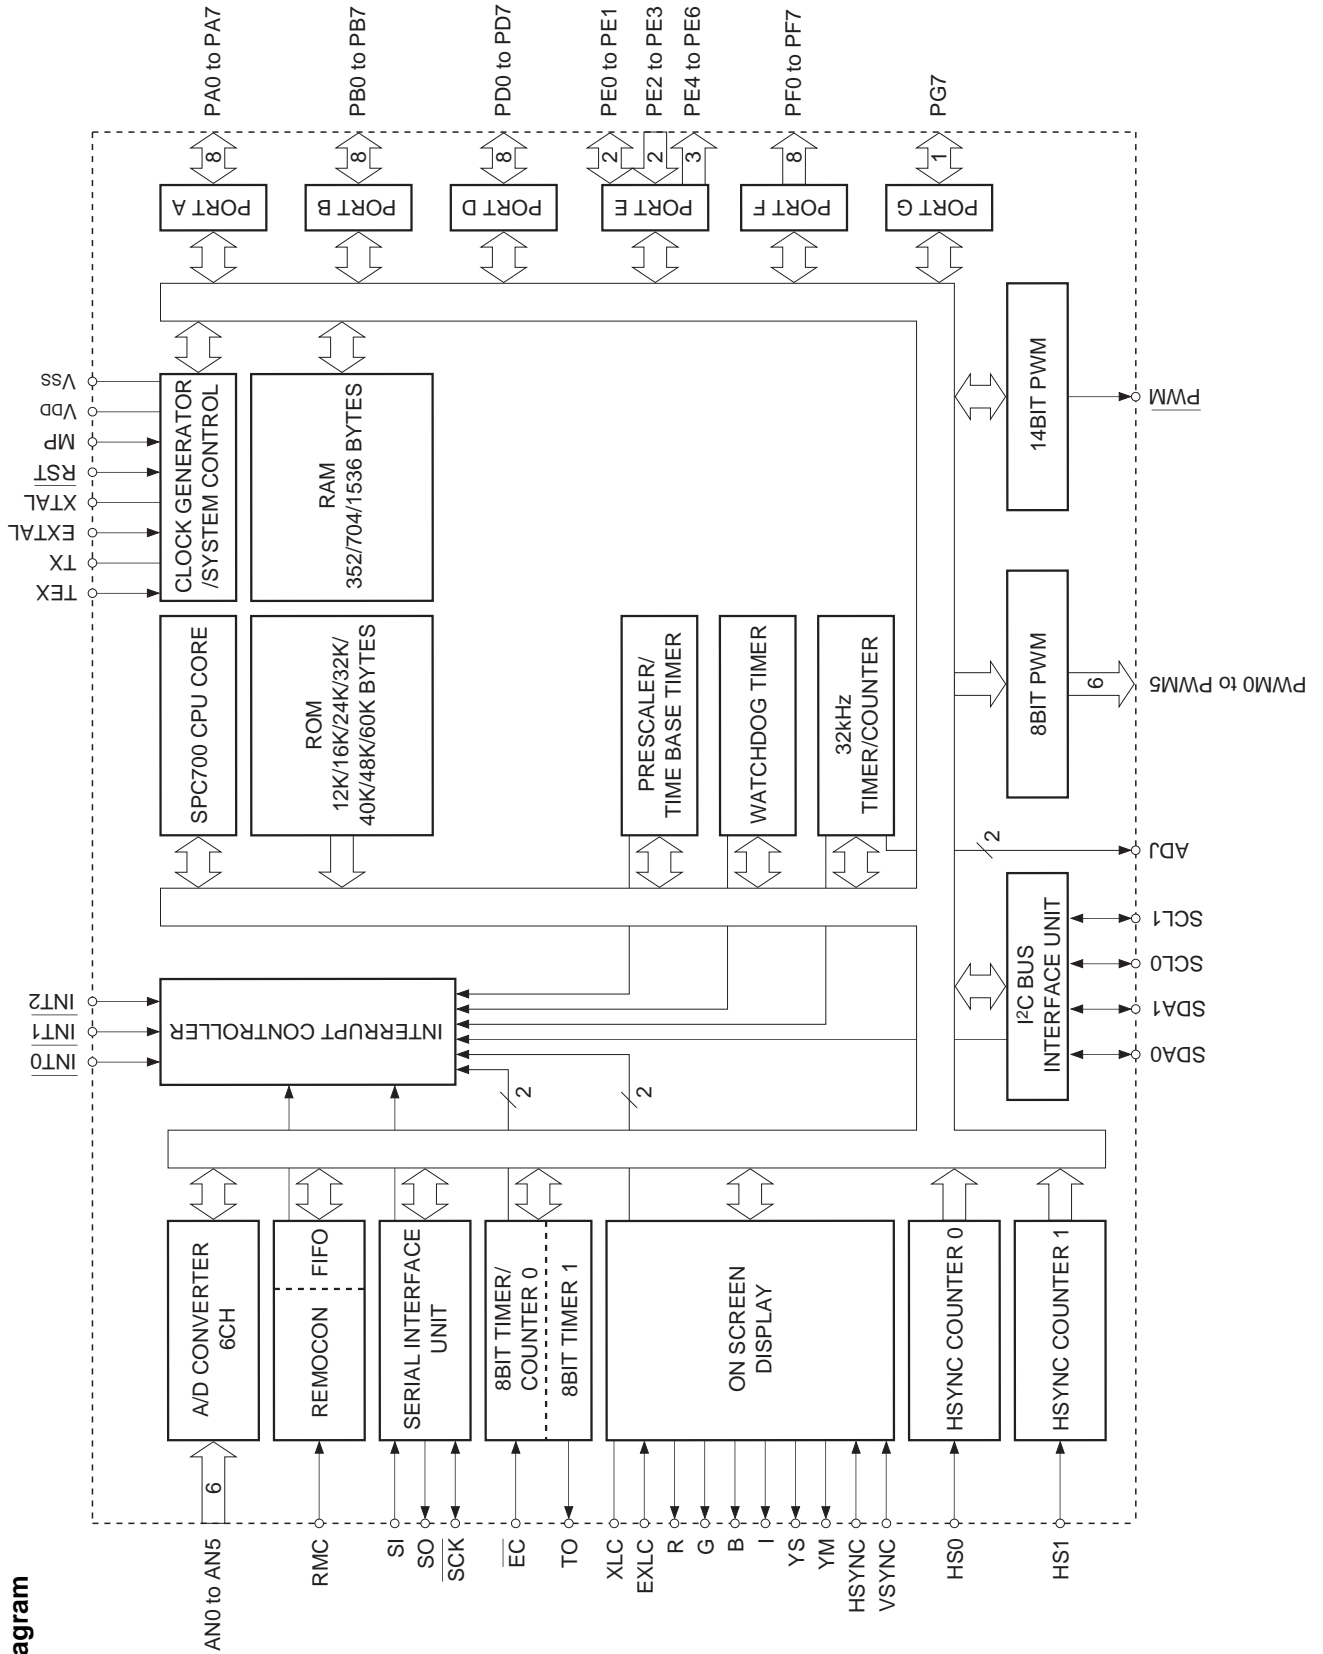 agram
AN0 to AN5
RMC
SI
SO
SCK
EC
TO
XLC
EXLC
R
G
B
I
YS
YM
HSYNC
VSYNC
HS0
HS1
6
A/D CONVERTER
6CH
REMOCON
FIFO
SERIAL INTERFACE
UNIT
8BIT TIMER/
COUNTER 0
8BIT TIMER 1
ON SCREEN
DISPLAY
HSYNC COUNTER 0
HSYNC COUNTER 1
2
2
INT0
INT1
INT2
INTERRUPT CONTROLLER
SPC700 CPU CORE
ROM
12K/16K/24K/32K/
40K/48K/60K BYTES
PRESCALER/
TIME BASE TIMER
WATCHDOG TIMER
32kHz
TIMER/COUNTER
TEX
TX
EXTAL
XTAL
RST
MP
VDD
VSS
CLOCK GENERATOR
/SYSTEM CONTROL
RAM
352/704/1536 BYTES
I2C BUS
INTERFACE UNIT
SDA0
SDA1
SCL0
SCL1
2
ADJ
8BIT PWM
6
PWM0 to PWM5
14BIT PWM
PWM
PORT A
8
PA0 to PA7
PORT B
8
PB0 to PB7
PORT D
8
PD0 to PD7
PORT E
2
PE0 to PE1
2
PE2 to PE3
3
PE4 to PE6
PORT F
8
PF0 to PF7
PORT G
1
PG7